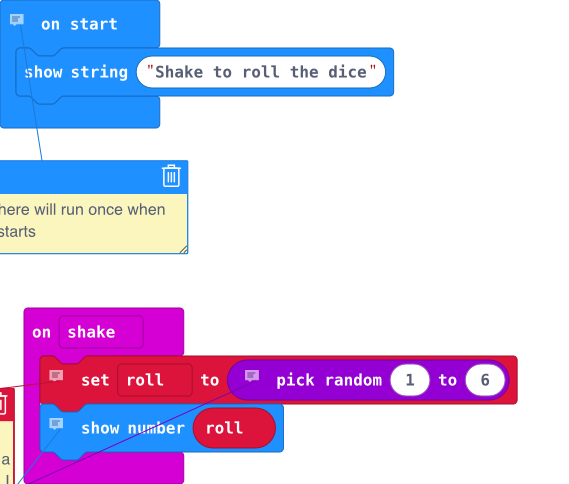 on start
show string "Shake to roll the dice"
here will run once when
starts
on shake
set roll to pick random 1 to 6
show number roll
a